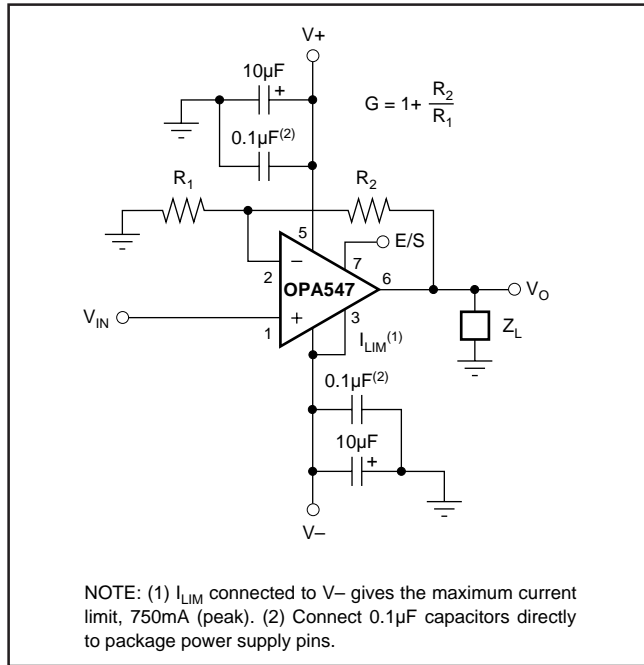 V+
10µF
+
G = 1+ R2
R1
0.1µF(2)
R1
R2
5
E/S
7
–
2
OPA547
6
VO
VIN
+
1
3
ILIM(1)
ZL
0.1µF(2)
10µF
+
V–
NOTE: (1) ILIM connected to V– gives the maximum current
limit, 750mA (peak). (2) Connect 0.1µF capacitors directly
to package power supply pins.